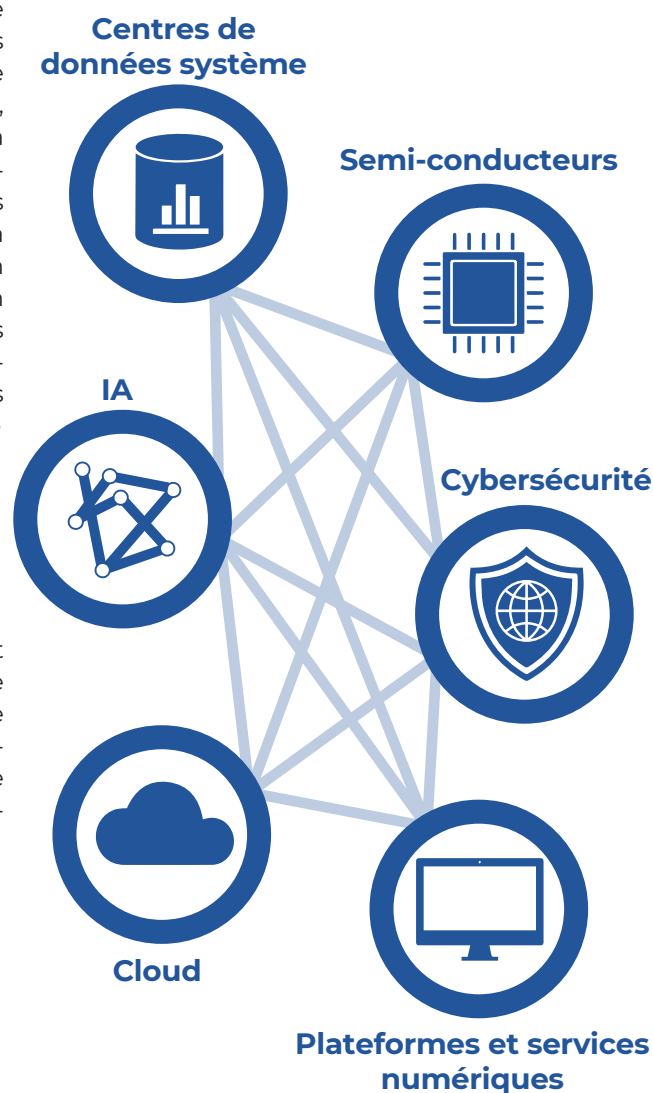 Centres de
données système
Semi-conducteurs
IA
Cybersécurité
Cloud
Plateformes et services
numériques